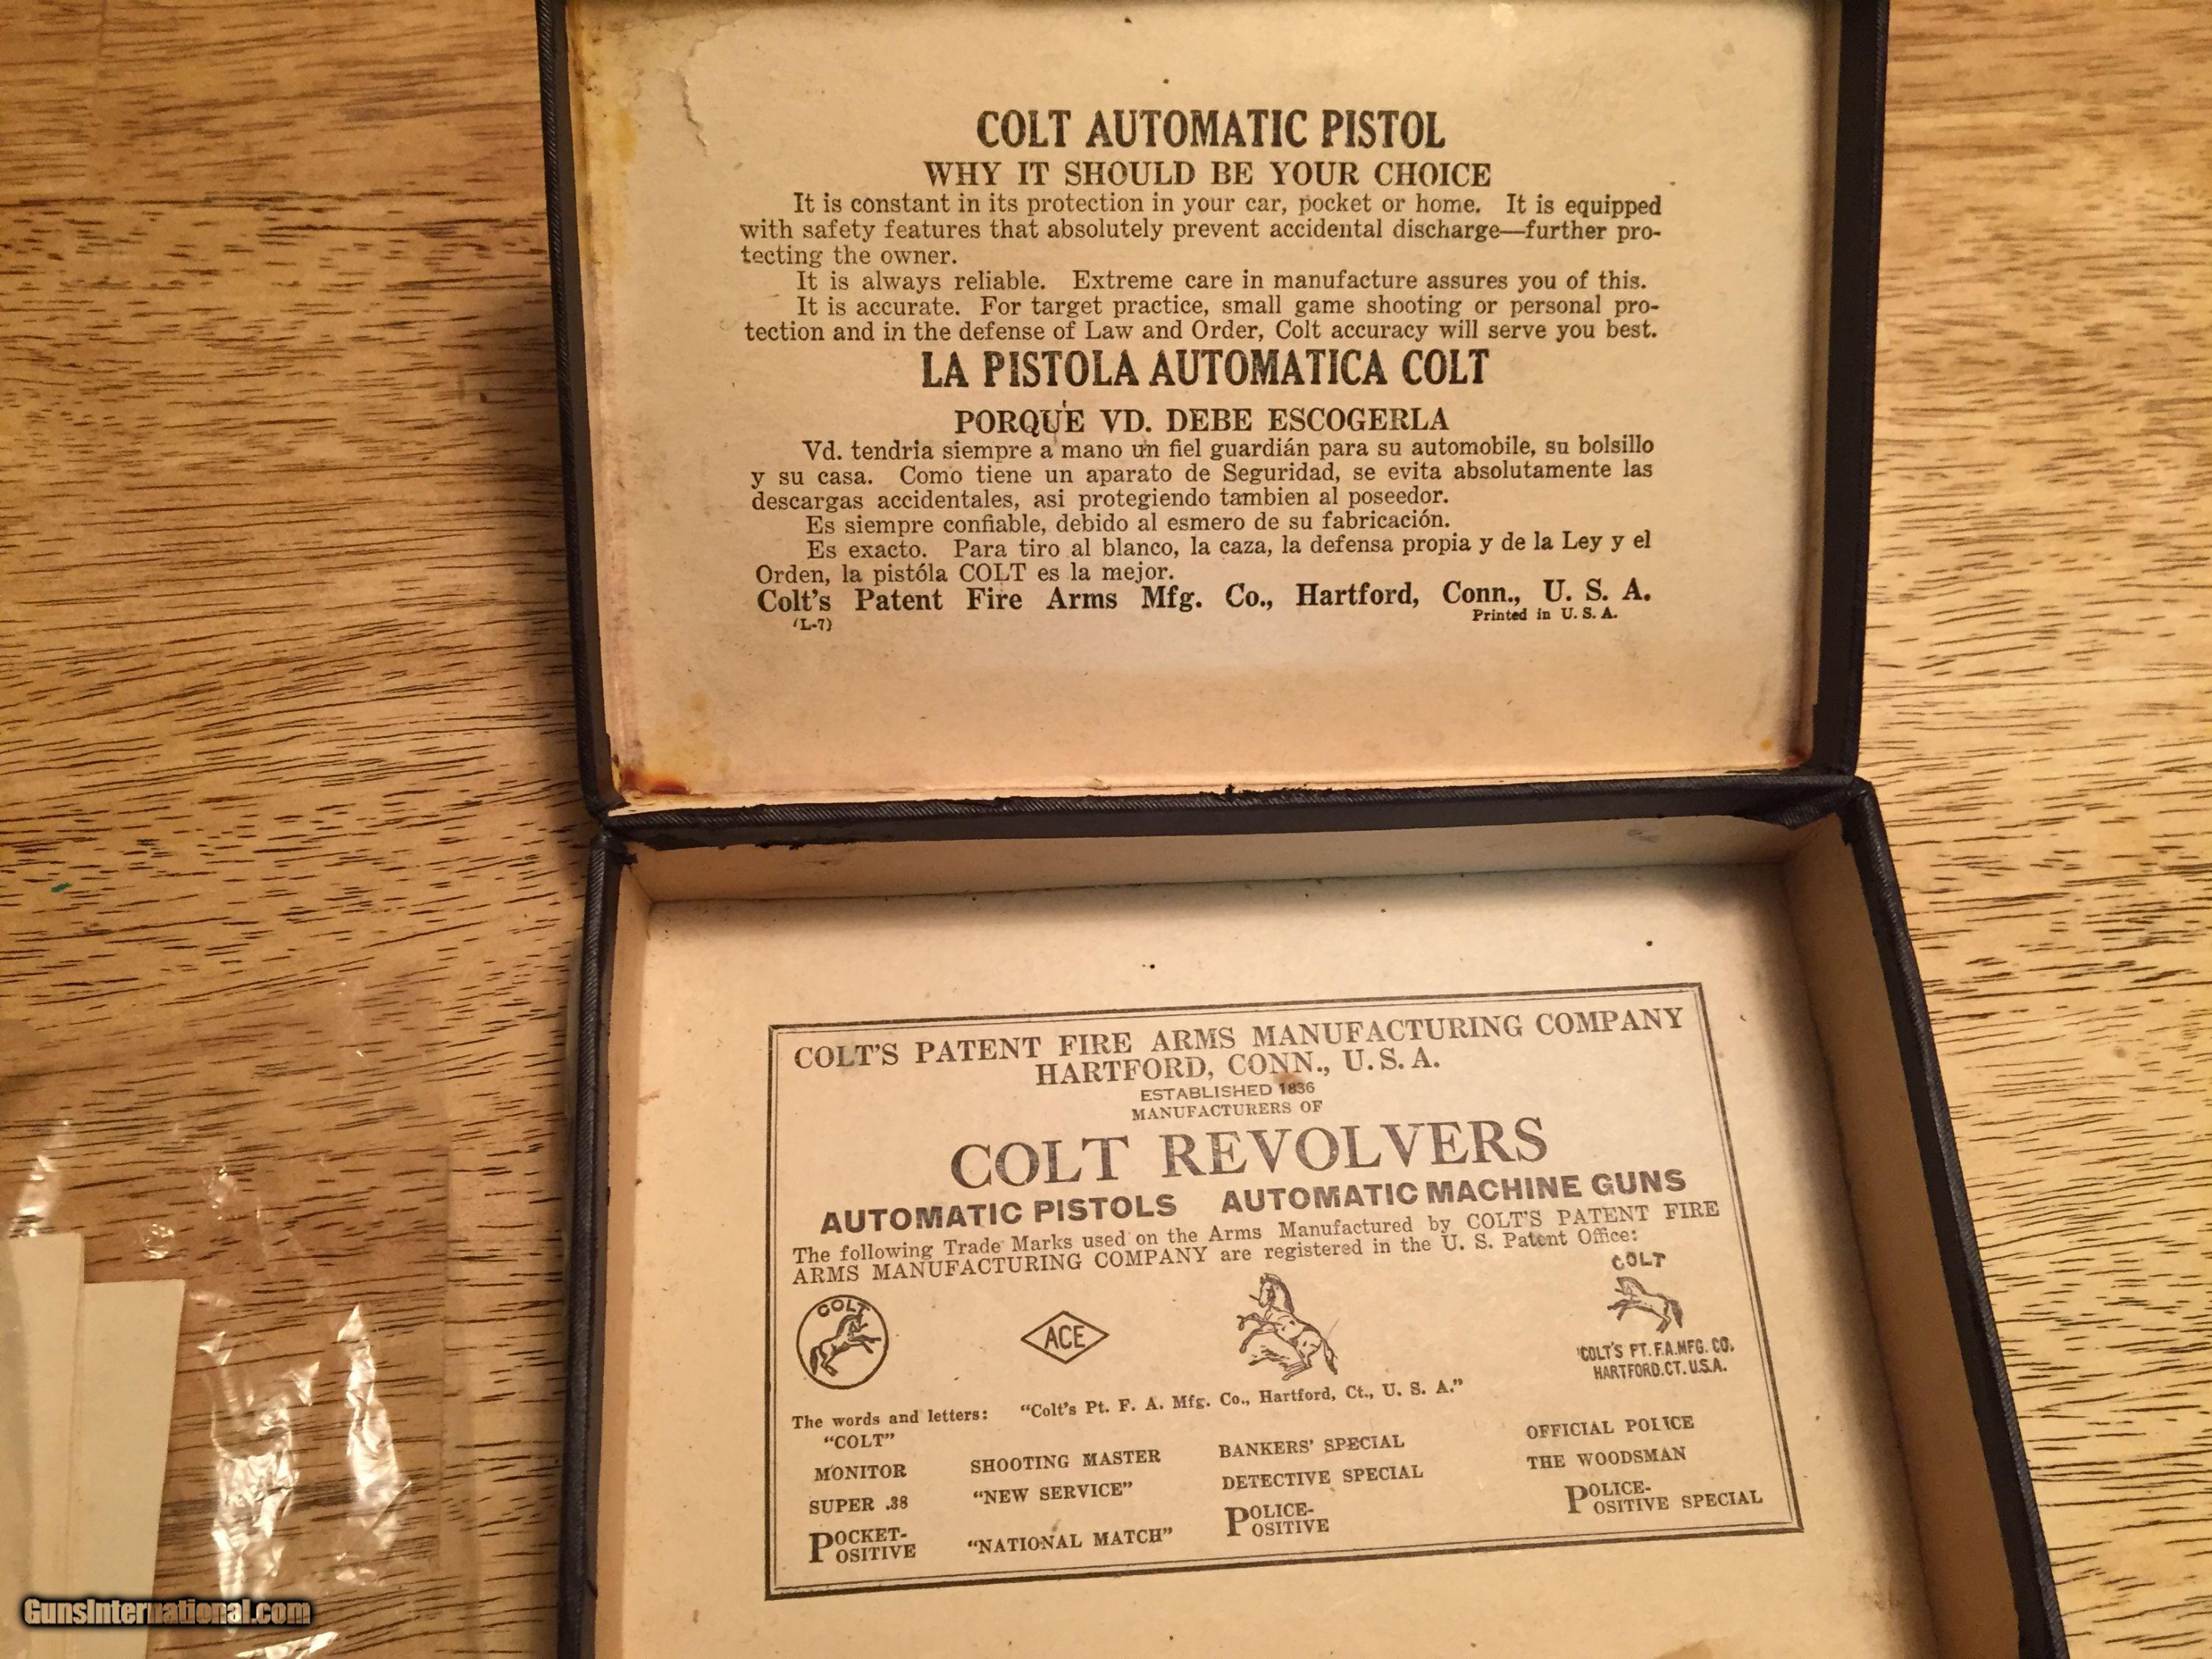 COLT AUTOMATIC PISTOL
WHY IT SHOULD BE YOUR CHOICE
It is constant in its protection in your car, pocket or home. It is equipped
with safety features that absolutely prevent accidental discharge—further pro-
tecting the owner.
It is always reliable. Extreme care in manufacture assures you of this.
It is accurate. For target practice, small game shooting or personal pro-
tection and in the defense of Law and Order, Colt accuracy will serve you best.
LA PISTOLA AUTOMATICA COLT
PORQUE VD. DEBE ESCOGERLA
Vd. tendria siempre a mano un fiel guardián para su automobile, su bolsillo
y su casa. Como tiene un aparato de Seguridad, se evita absolutamente las
descargas accidentales, asi protegiendo tambien al poseedor.
Es siempre confiable, debido al esmero de su fabricación.
Es exacto. Para tiro al blanco, la caza, la defensa propia y de la Ley y el
Orden, la pistóla COLT es la mejor.
Colt's Patent Fire Arms Mfg. Co., Hartford, Conn., U. S. A.
(L-7) Printed in U. S. A.
COLT'S PATENT FIRE ARMS MANUFACTURING COMPANY
HARTFORD, CONN., U. S. A.
ESTABLISHED 1836
MANUFACTURERS OF
COLT REVOLVERS
AUTOMATIC PISTOLS AUTOMATIC MACHINE GUNS
The following Trade Marks used on the Arms Manufactured by COLT'S PATENT FIRE
ARMS MANUFACTURING COMPANY are registered in the U. S. Patent Office:
COLT
ACE
COLT
COLT'S PT. F.A. MFG. CO.
HARTFORD. CT. U.S.A.
The words and letters: "Colt's Pt. F. A. Mfg. Co., Hartford, Ct., U. S. A."
"COLT"
MONITOR SHOOTING MASTER BANKERS' SPECIAL OFFICIAL POLICE
SUPER .38 "NEW SERVICE" DETECTIVE SPECIAL THE WOODSMAN
POCKET-POSITIVE "NATIONAL MATCH" POLICE-POSITIVE POLICE-POSITIVE SPECIAL
GunsInternational.com